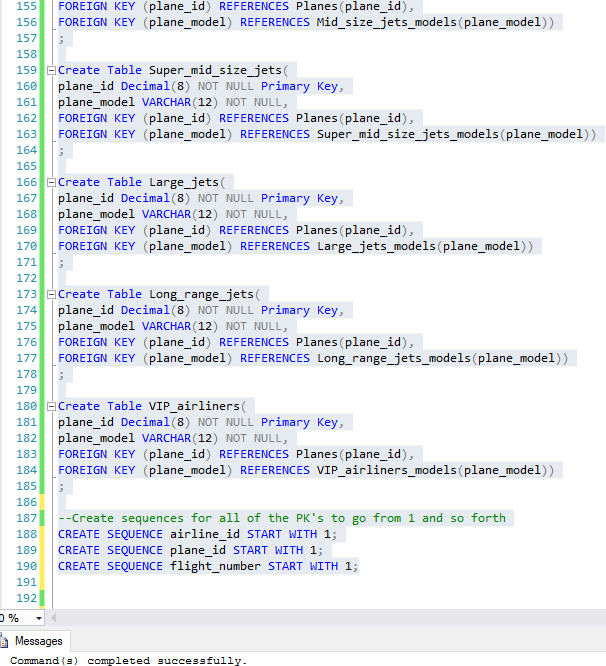 155 FOREIGN KEY (plane_id) REFERENCES Planes(plane_id),
156 FOREIGN KEY (plane_model) REFERENCES Mid_size_jets_models(plane_model))
157 ;
158
159 Create Table Super_mid_size_jets(
160 plane_id Decimal(8) NOT NULL Primary Key,
161 plane_model VARCHAR(12) NOT NULL,
162 FOREIGN KEY (plane_id) REFERENCES Planes(plane_id),
163 FOREIGN KEY (plane_model) REFERENCES Super_mid_size_jets_models(plane_model))
164 ;
165
166 Create Table Large_jets(
167 plane_id Decimal(8) NOT NULL Primary Key,
168 plane_model VARCHAR(12) NOT NULL,
169 FOREIGN KEY (plane_id) REFERENCES Planes(plane_id),
170 FOREIGN KEY (plane_model) REFERENCES Large_jets_models(plane_model))
171 ;
172
173 Create Table Long_range_jets(
174 plane_id Decimal(8) NOT NULL Primary Key,
175 plane_model VARCHAR(12) NOT NULL,
176 FOREIGN KEY (plane_id) REFERENCES Planes(plane_id),
177 FOREIGN KEY (plane_model) REFERENCES Long_range_jets_models(plane_model))
178 ;
179
180 Create Table VIP_airliners(
181 plane_id Decimal(8) NOT NULL Primary Key,
182 plane_model VARCHAR(12) NOT NULL,
183 FOREIGN KEY (plane_id) REFERENCES Planes(plane_id),
184 FOREIGN KEY (plane_model) REFERENCES VIP_airliners_models(plane_model))
185 ;
186
187 --Create sequences for all of the PK's to go from 1 and so forth
188 CREATE SEQUENCE airline_id START WITH 1;
189 CREATE SEQUENCE plane_id START WITH 1;
190 CREATE SEQUENCE flight_number START WITH 1;
191
192
0 %
Messages
Command(s) completed successfully.